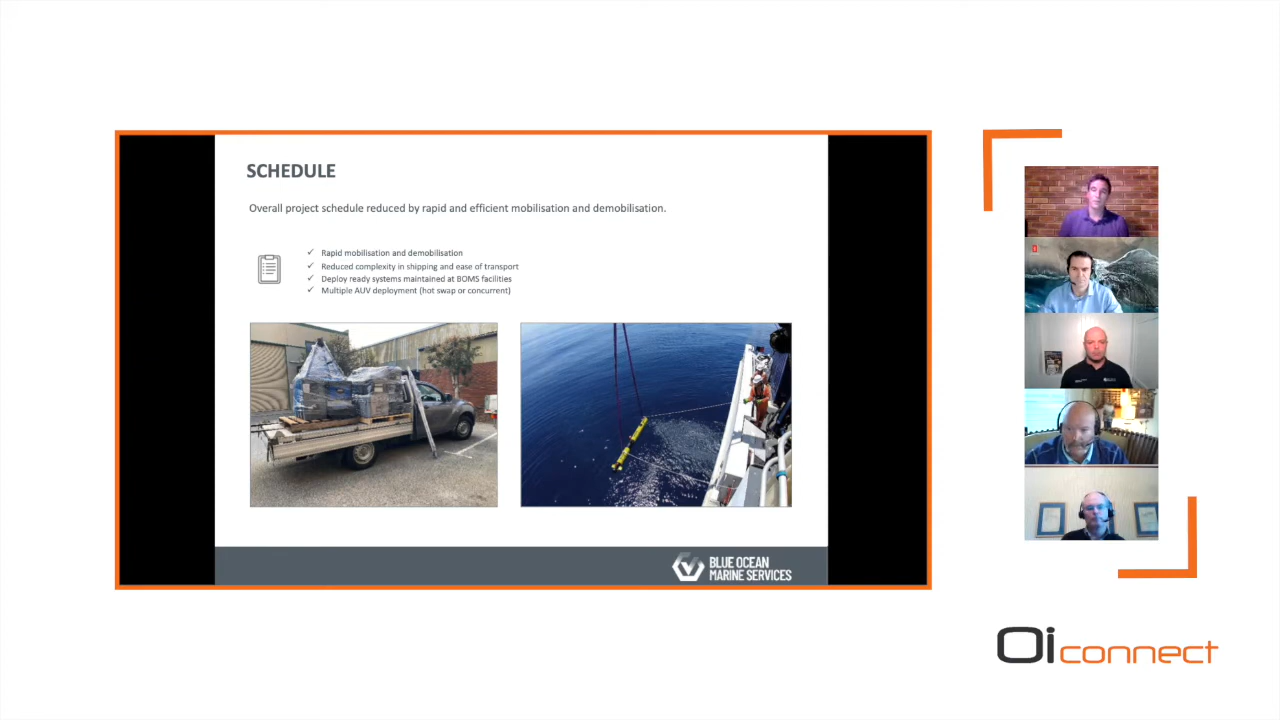 SCHEDULE
Overall project schedule reduced by rapid and efficient mobilisation and demobilisation.
✓ Rapid mobilisation and demobilisation
✓ Reduced complexity in shipping and ease of transport
✓ Deploy ready systems maintained at BOMS facilities
✓ Multiple AUV deployment (hot swap or concurrent)
BLUE OCEAN
MARINE SERVICES
Oi connect